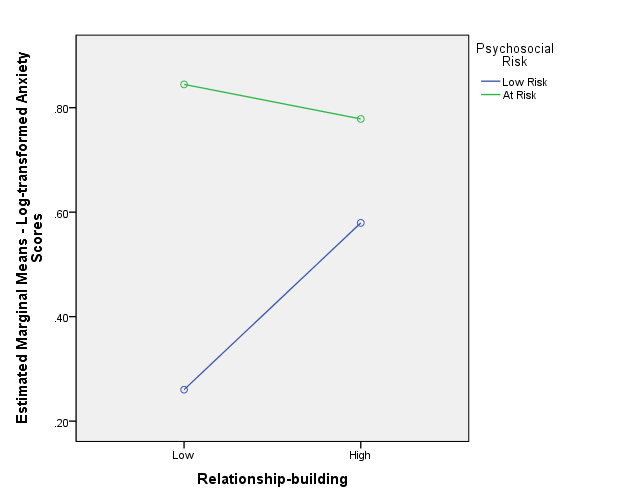 Estimated Marginal Means - Log-transformed Anxiety
Scores
.80
.60
.40
.20
Low
High
Relationship-building
Psychosocial
Risk
Low Risk
At Risk